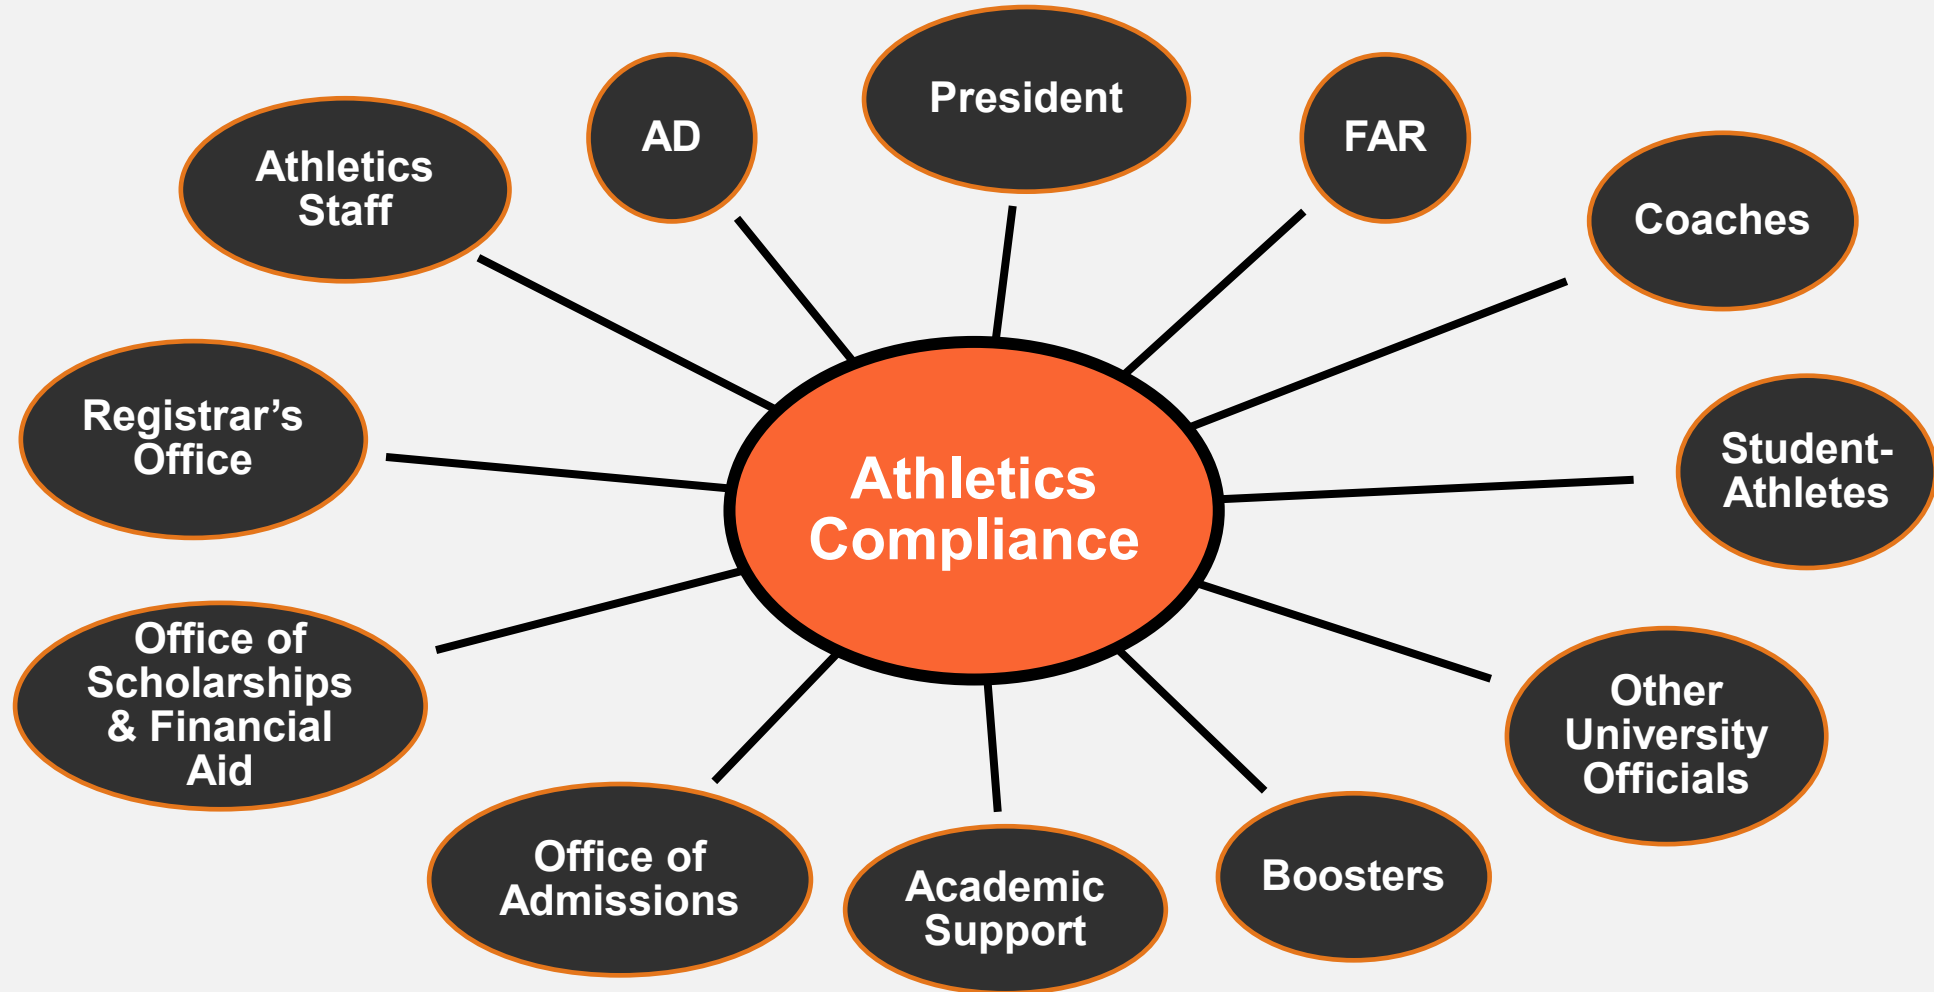 President
AD
FAR
Athletics
Staff
Coaches
Registrar’s
Office
Student-
Athletes
Athletics
Compliance
Office of
Scholarships
& Financial
Aid
Other
University
Officials
Office of
Admissions
Academic
Support
Boosters